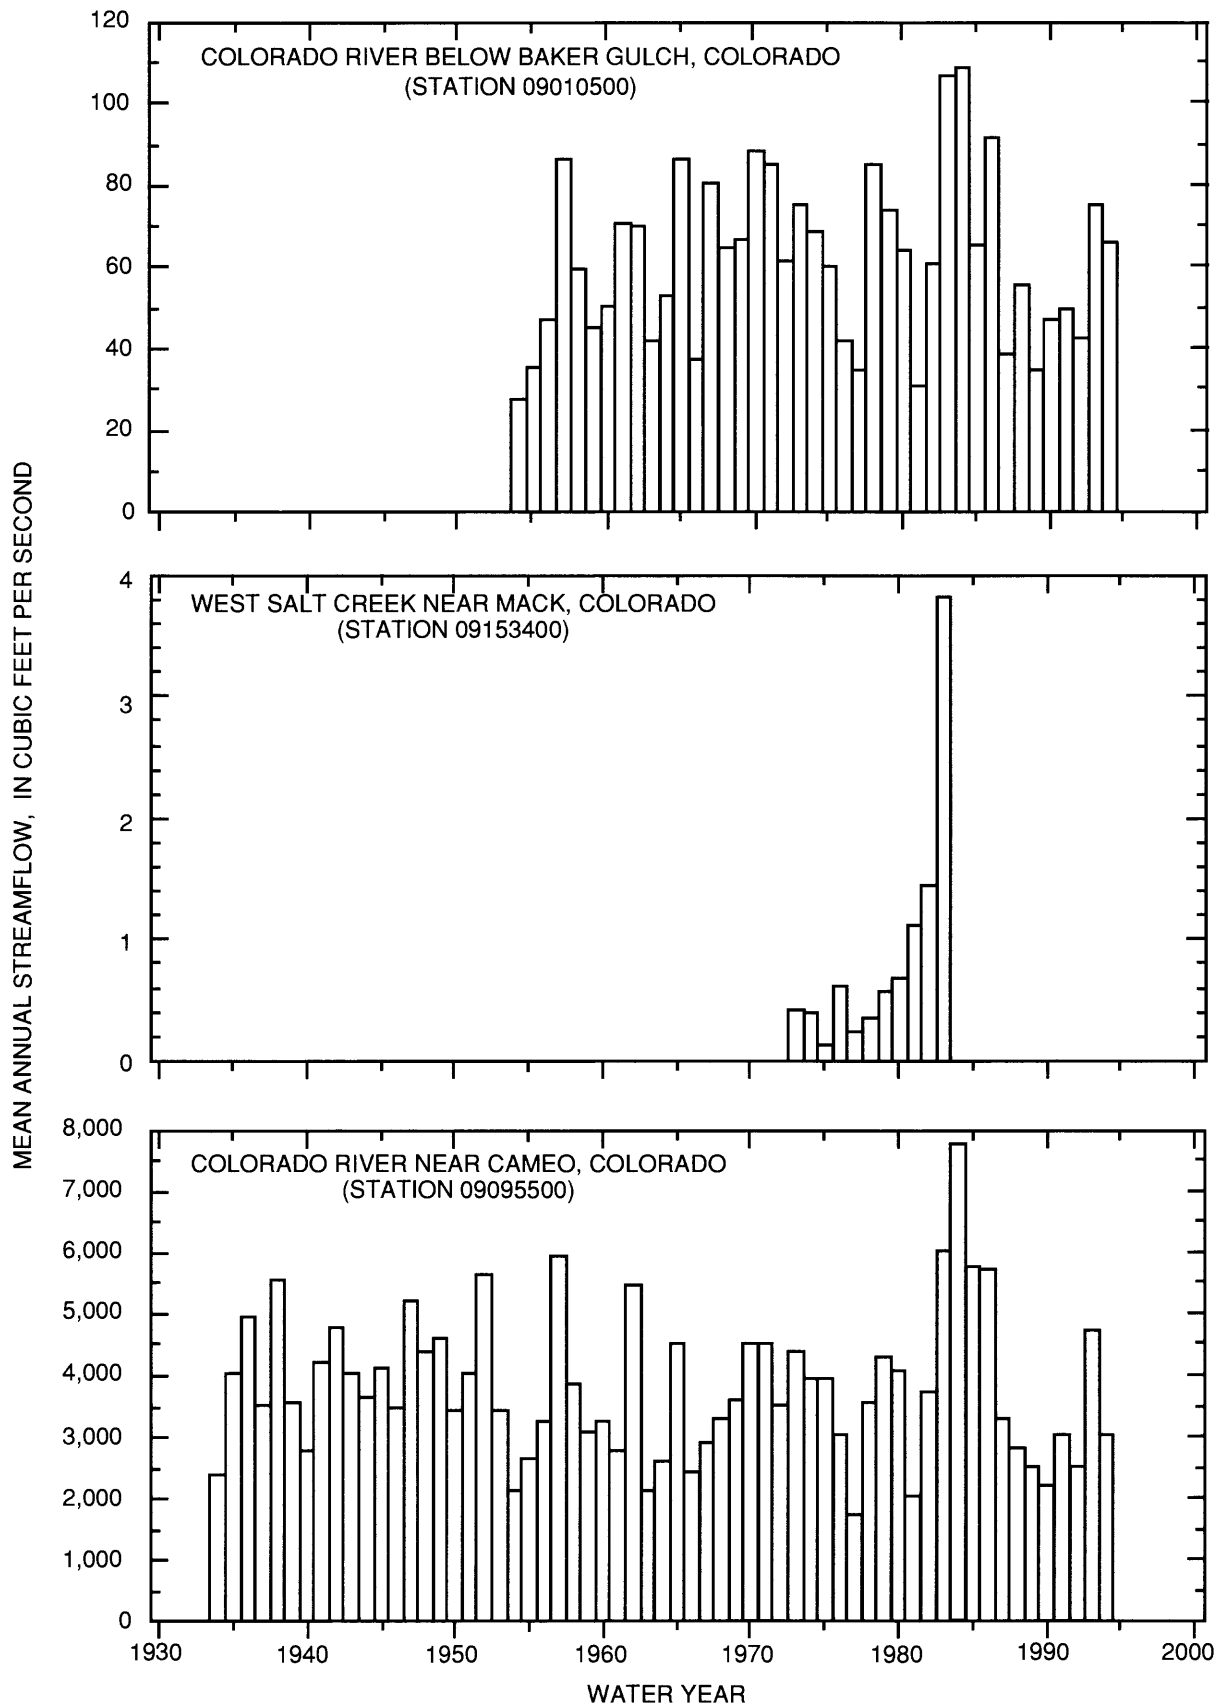 MEAN ANNUAL STREAMFLOW, IN CUBIC FEET PER SECOND
COLORADO RIVER BELOW BAKER GULCH, COLORADO
(STATION 09010500)
120
100
80
60
40
20
0
WEST SALT CREEK NEAR MACK, COLORADO
(STATION 09153400)
4
3
2
1
0
COLORADO RIVER NEAR CAMEO, COLORADO
(STATION 09095500)
8,000
7,000
6,000
5,000
4,000
3,000
2,000
1,000
0
1930 1940 1950 1960 1970 1980 1990 2000
WATER YEAR